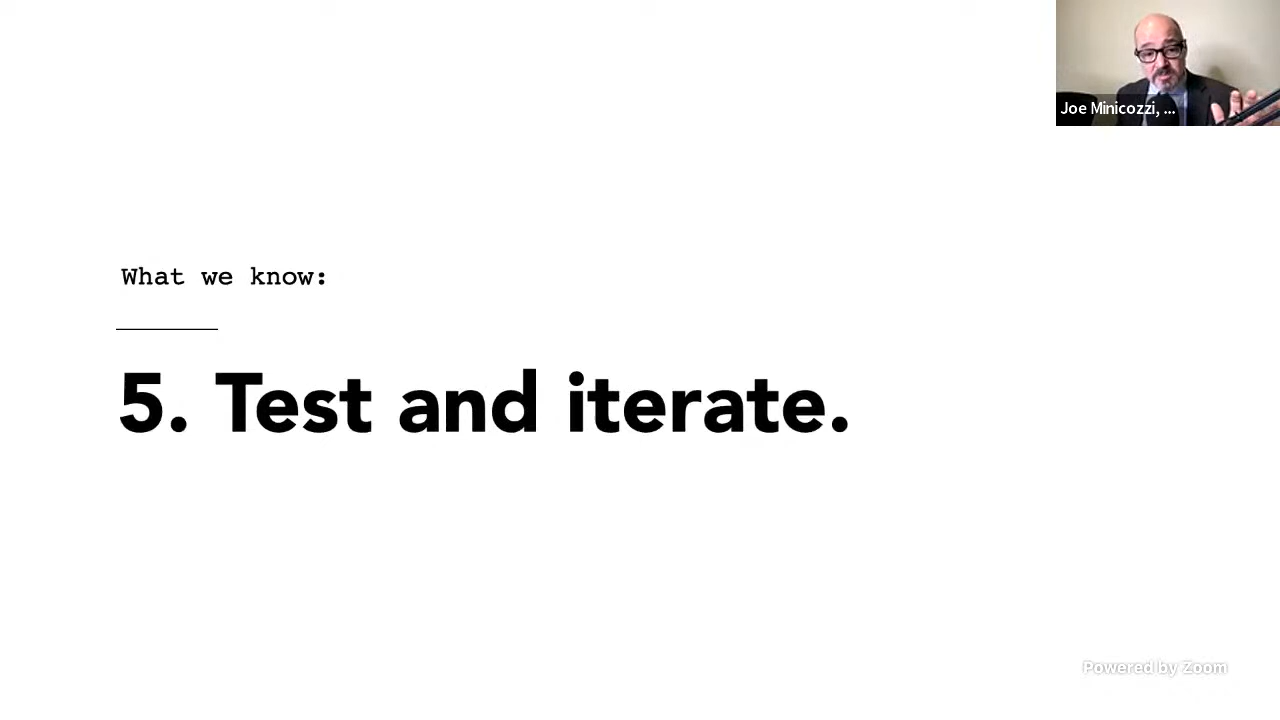 Joe Minicozzi, ...
What we know:
5. Test and iterate.
Powered by Zoom